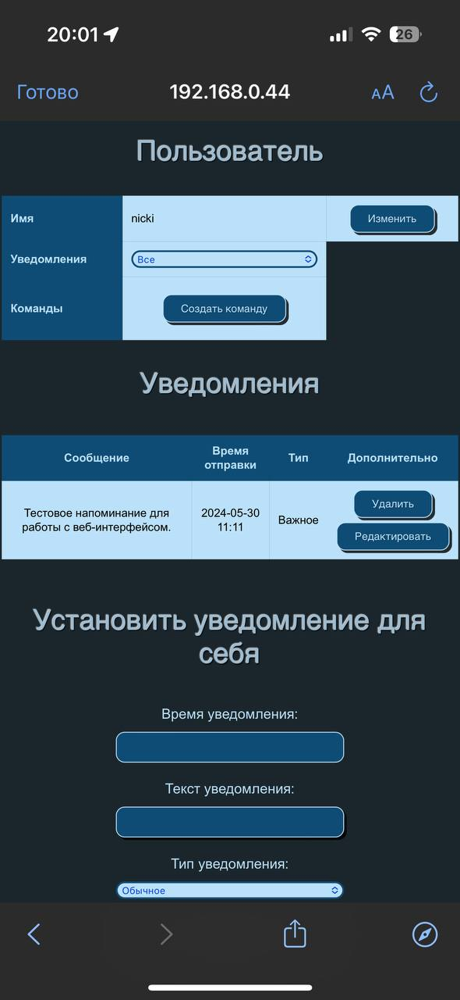 20:01
26
Готово
192.168.0.44
AA
Пользователь
Имя
nicki
Изменить
Уведомления
Все
Команды
Создать команду
Уведомления
Сообщение
Время
отправки
Тип
Дополнительно
Тестовое напоминание для
работы с веб-интерфейсом.
2024-05-30
11:11
Важное
Удалить
Редактировать
Установить уведомление для
себя
Время уведомления:
Текст уведомления:
Тип уведомления:
Обычное